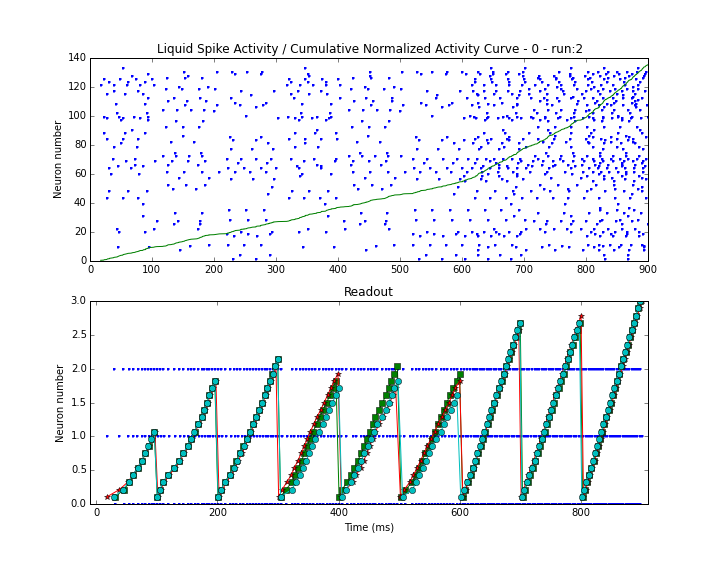 Liquid Spike Activity / Cumulative Normalized Activity Curve - 0 - run:2
140
120
100
80
60
40
20
0
Neuron number
0 100 200 300 400 500 600 700 800 900
Readout
3.0
2.5
2.0
1.5
1.0
0.5
0.0
Neuron number
0 200 400 600 800
Time (ms)